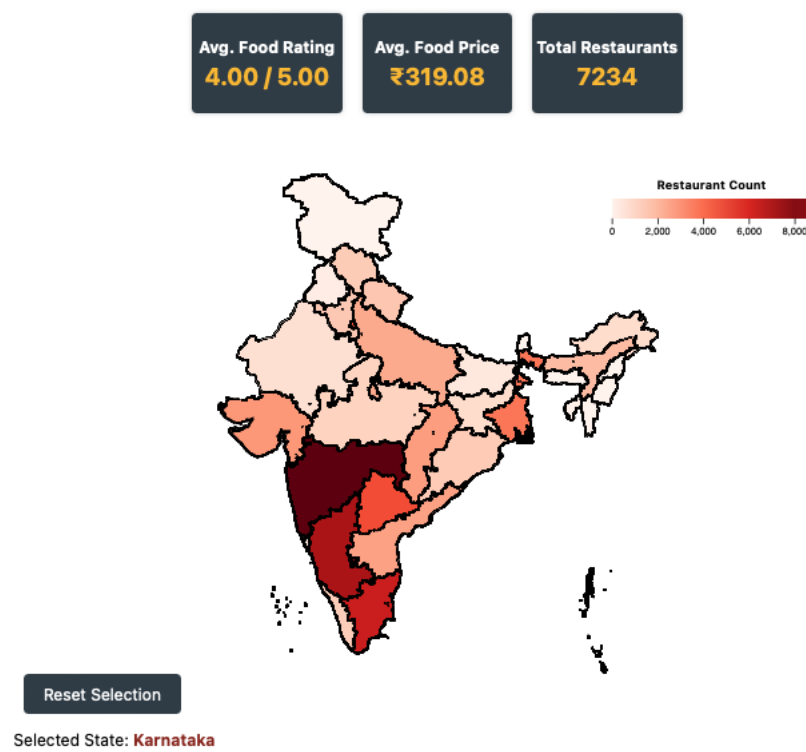 Avg. Food Rating
4.00 / 5.00
Avg. Food Price
₹319.08
Total Restaurants
7234
Restaurant Count
0 2,000 4,000 6,000 8,000
Reset Selection
Selected State: Karnataka